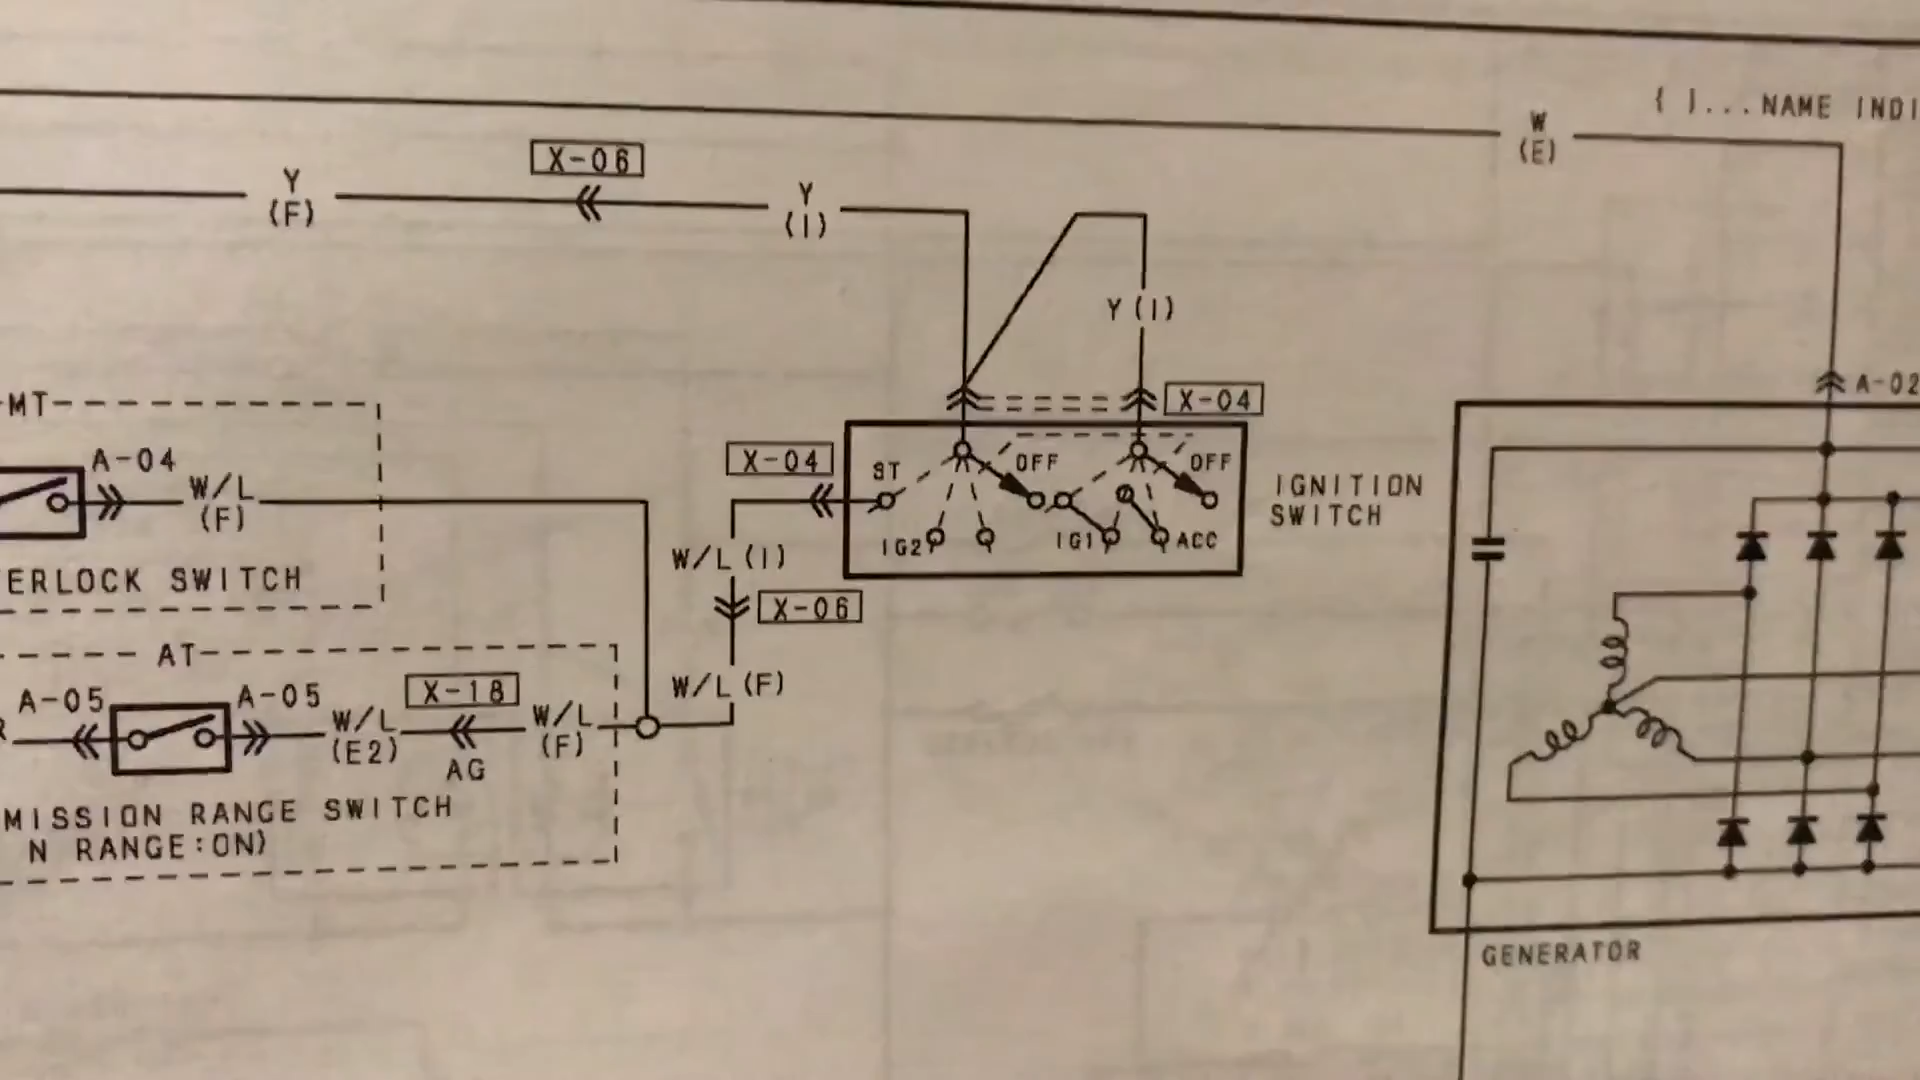 { }...NAME INDI
W
(E)
X-06
Y
(F)
Y
(I)
Y(I)
A-02
X-04
MT
A-04
W/L
(F)
X-04
ST
OFF
OFF
IG2
IG1
ACC
IGNITION
SWITCH
W/L(I)
ERLOCK SWITCH
X-06
AT
W/L(F)
A-05
A-05
X-18
W/L
(E2)
W/L
(F)
AG
MISSION RANGE SWITCH
N RANGE:ON)
GENERATOR